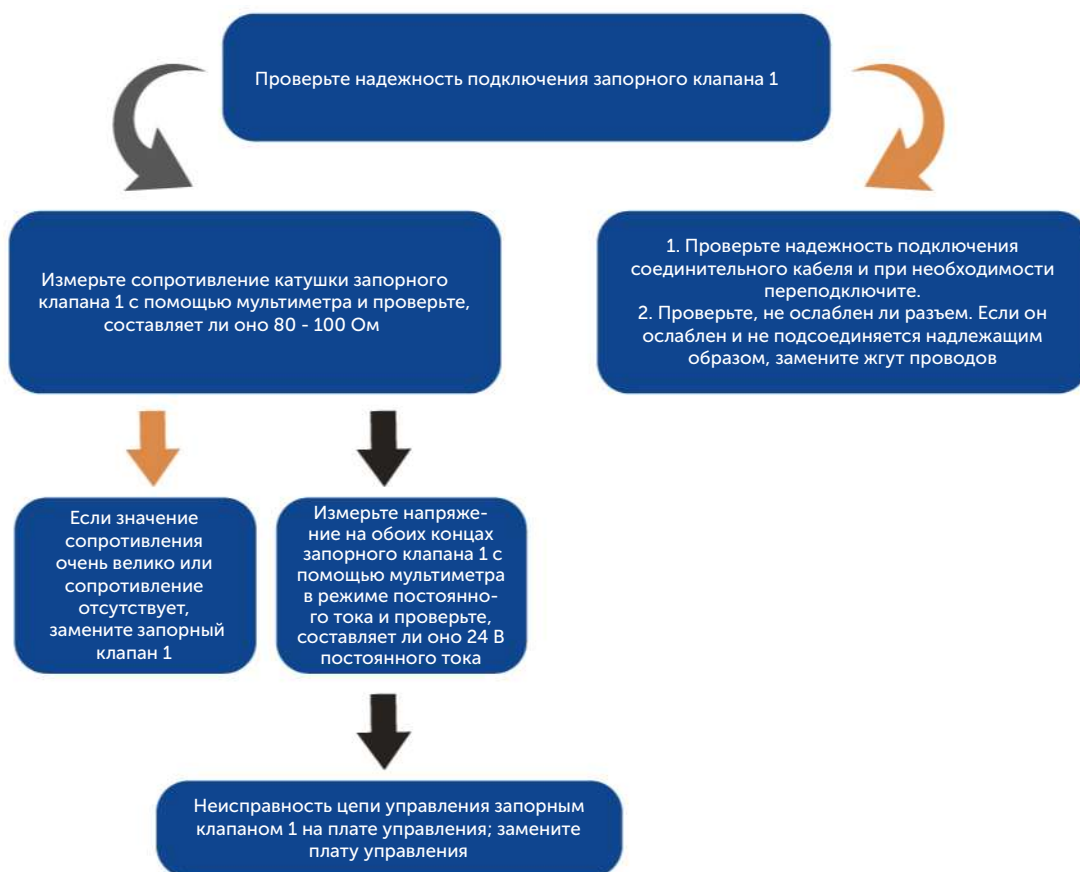 Проверьте надежность подключения запорного клапана 1
Измерьте сопротивление катушки запорного
клапана 1 с помощью мультиметра и проверьте,
составляет ли оно 80 - 100 Ом
1. Проверьте надежность подключения
соединительного кабеля и при необходимости
переподключите.
2. Проверьте, не ослаблен ли разъем. Если он
ослаблен и не подсоединяется надлежащим
образом, замените жгут проводов
Если значение
сопротивления
очень велико или
сопротивление
отсутствует,
замените запорный
клапан 1
Измерьте напряже-
ние на обоих концах
запорного клапана 1 с
помощью мультиметра
в режиме постоянно-
го тока и проверьте,
составляет ли оно 24 В
постоянного тока
Неисправность цепи управления запорным
клапаном 1 на плате управления; замените
плату управления